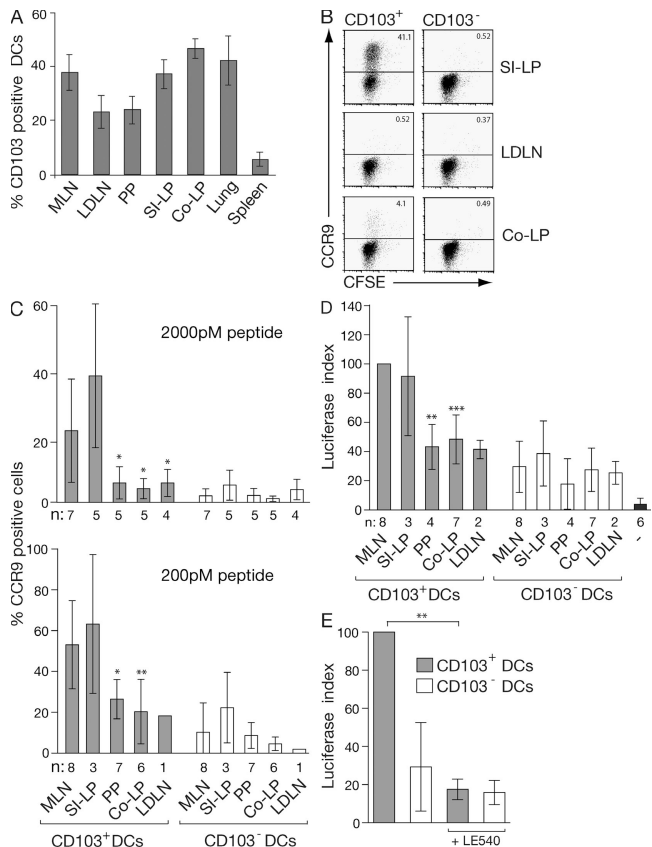 A
% CD103 positive DCs
60
40
20
0
MLN
LDLN
PP
SI-LP
Co-LP
Lung
Spleen
B
CD103+ CD103-
41.1
0.52
SI-LP
0.52
0.37
LDLN
4.1
0.49
Co-LP
CCR9
CFSE
C
% CCR9 positive cells
2000pM peptide
60
40
20
0
* * *
n: 7 5 5 5 4 7 5 5 5 4
200pM peptide
100
80
60
40
20
0
* **
n: 8 3 7 6 1 8 3 7 6 1
MLN SI-LP PP Co-LP LDLN MLN SI-LP PP Co-LP LDLN
CD103+DCs CD103-DCs
D
Luciferase index
140
120
100
80
60
40
20
0
** ***
n: 8 3 4 7 2 8 3 4 7 2 6
MLN SI-LP PP Co-LP LDLN MLN SI-LP PP Co-LP LDLN -
CD103+DCs CD103-DCs
E
Luciferase index
100
80
60
40
20
0
**
CD103+ DCs
CD103- DCs
+ LE540